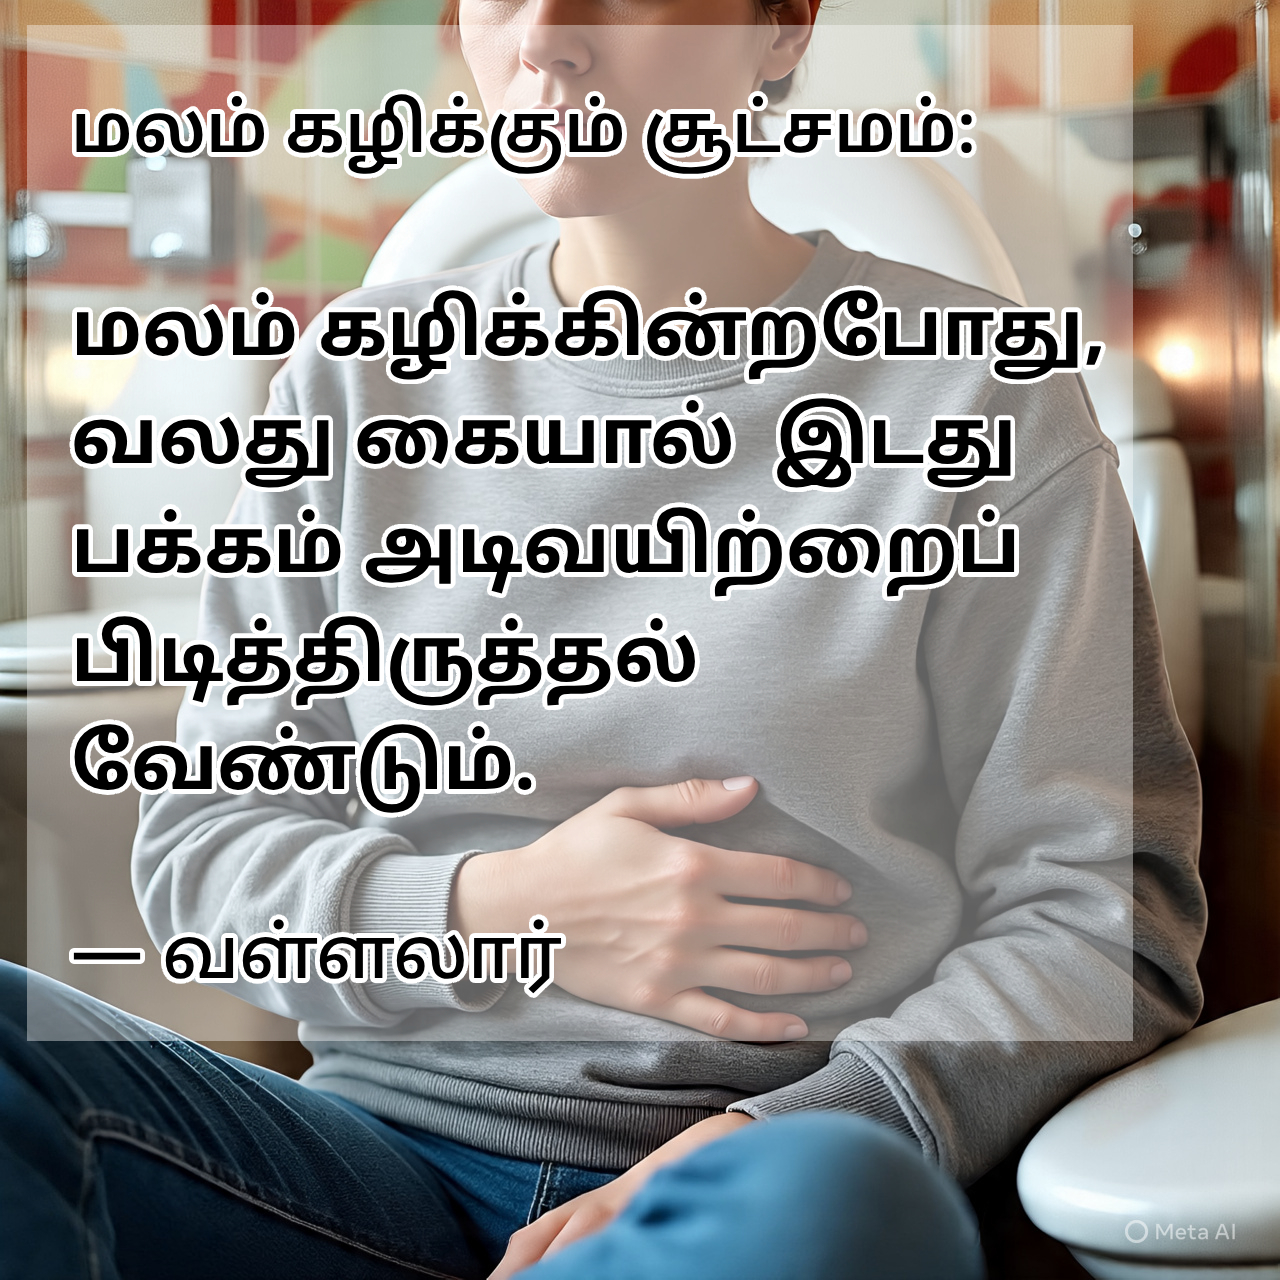 மலம் கழிக்கும் சூட்சமம்:
மலம் கழிக்கின்றபோது,
வலது கையால் இடது
பக்கம் அடிவயிற்றைப்
பிடித்திருத்தல்
வேண்டும்.
— வள்ளலார்
Meta AI